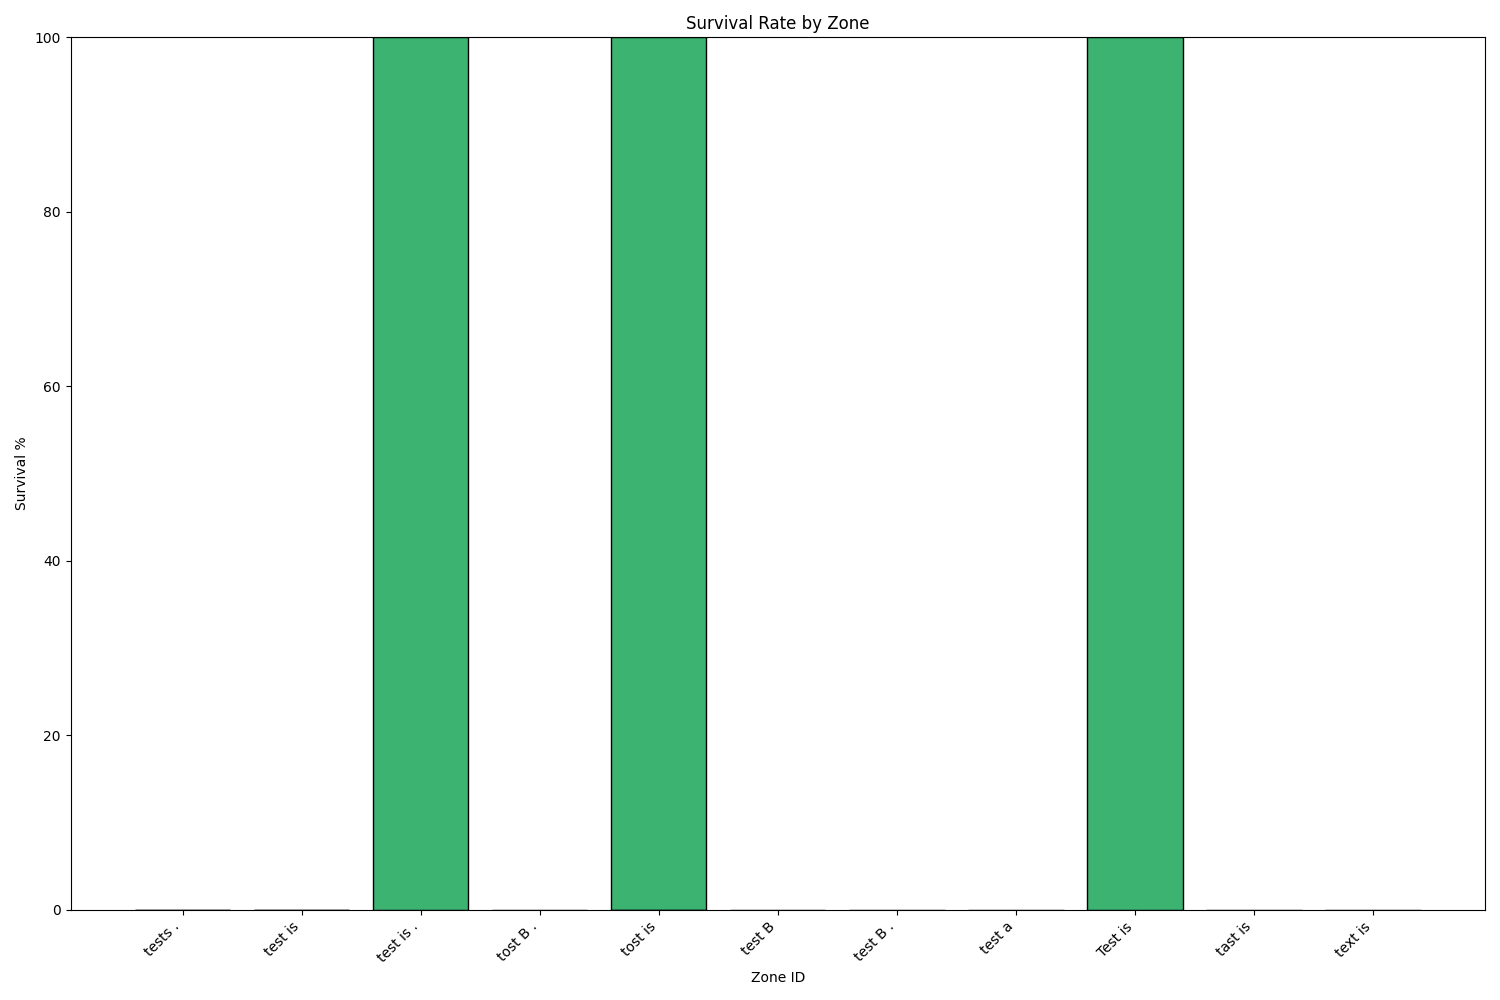 Survival Rate by Zone
100
80
60
40
20
0
Survival %
tests .
test is
test is .
tost B .
tost is
test B
test B .
test a
Test is
tast is
text is
Zone ID